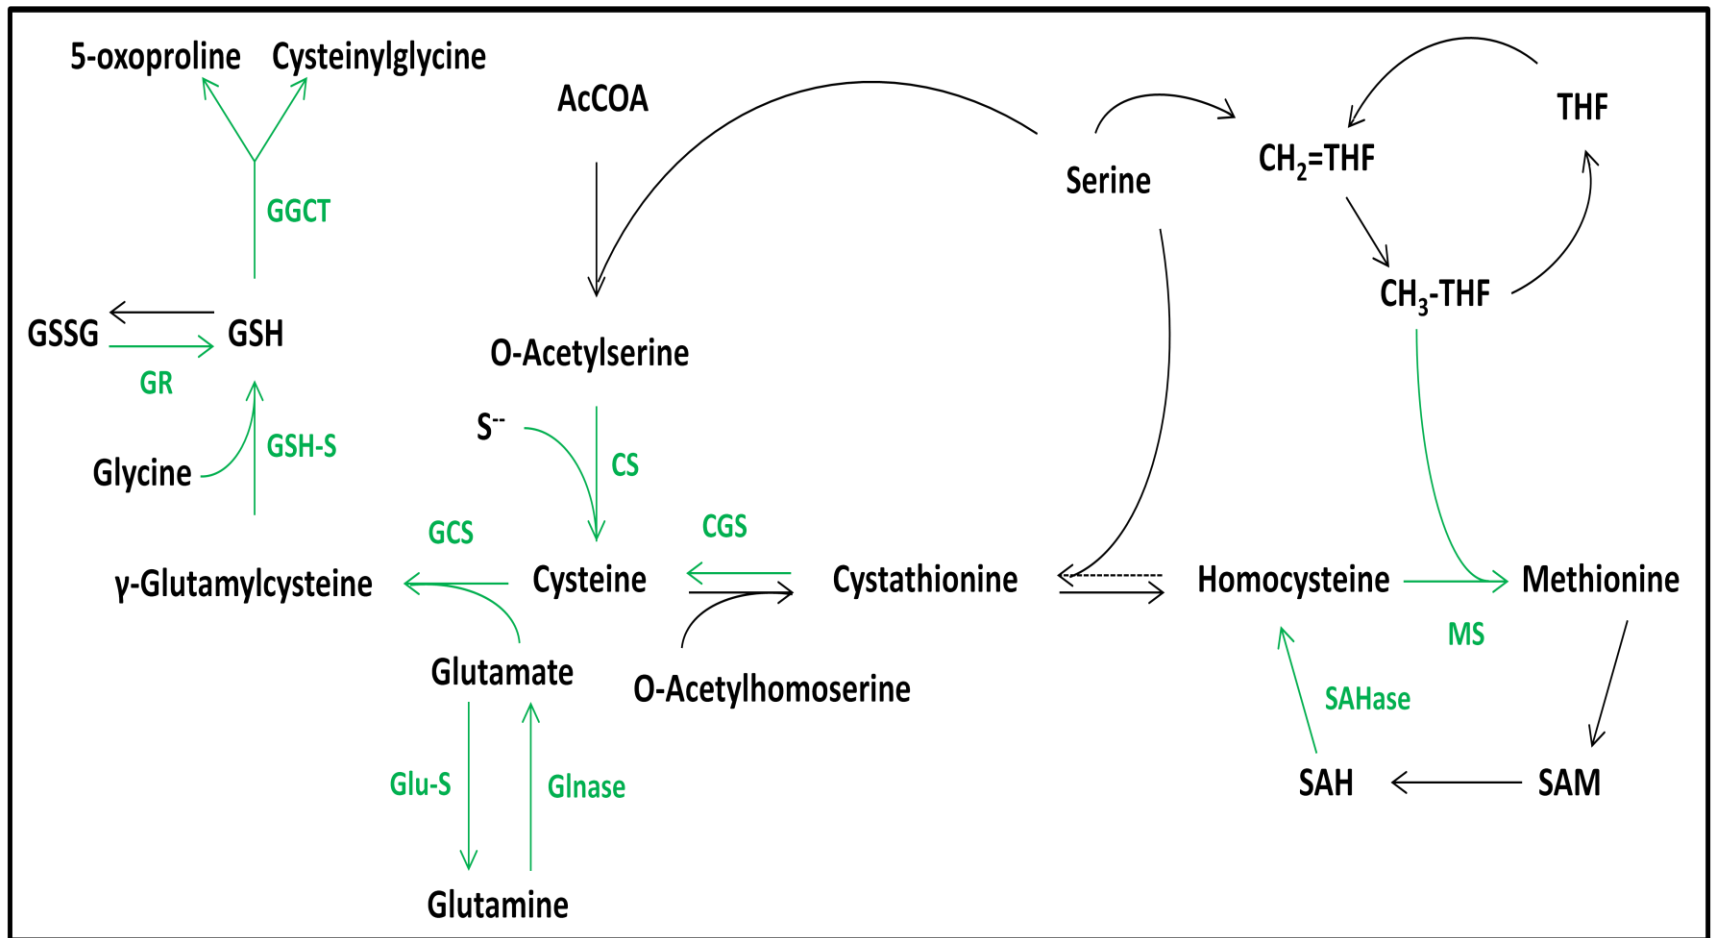 5-oxoproline Cysteinylglycine
AcCOA
THF
CH₂=THF
Serine
GGCT
CH₃-THF
GSSG GSH
O-Acetylserine
GR
S⁻⁻
GSH-S
Glycine
CS
GCS
CGS
γ-Glutamylcysteine Cysteine Cystathionine Homocysteine Methionine
MS
Glutamate
O-Acetylhomoserine
SAHase
Glu-S Glnase
SAH SAM
Glutamine